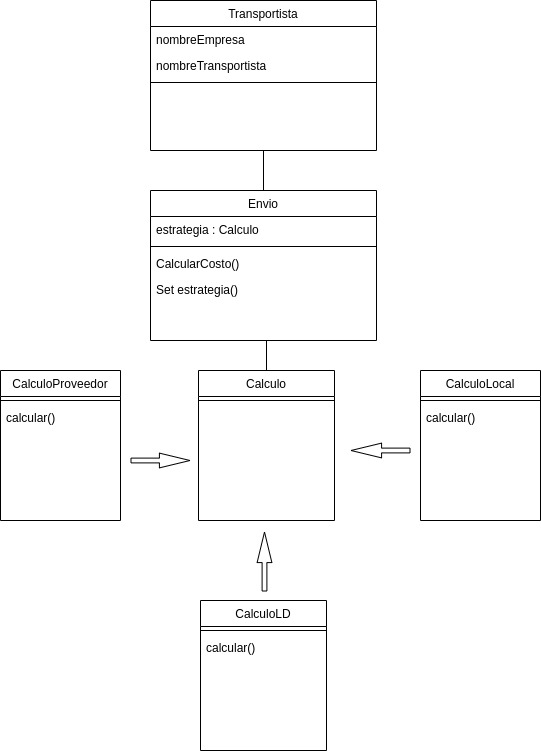 Transportista
nombreEmpresa
nombreTransportista
Envio
estrategia : Calculo
CalcularCosto()
Set estrategia()
CalculoProveedor
calcular()
Calculo
CalculoLocal
calcular()
CalculoLD
calcular()